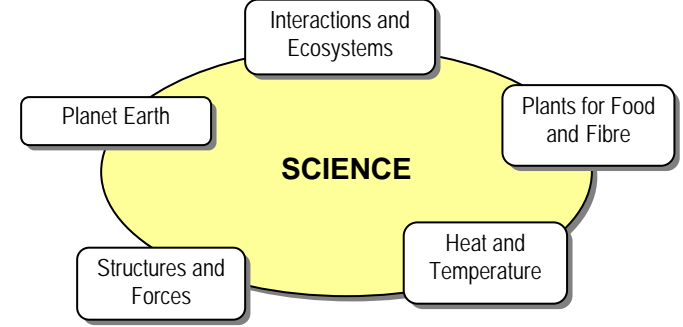 Interactions and
Ecosystems
Planet Earth
Plants for Food
and Fibre
SCIENCE
Heat and
Temperature
Structures and
Forces